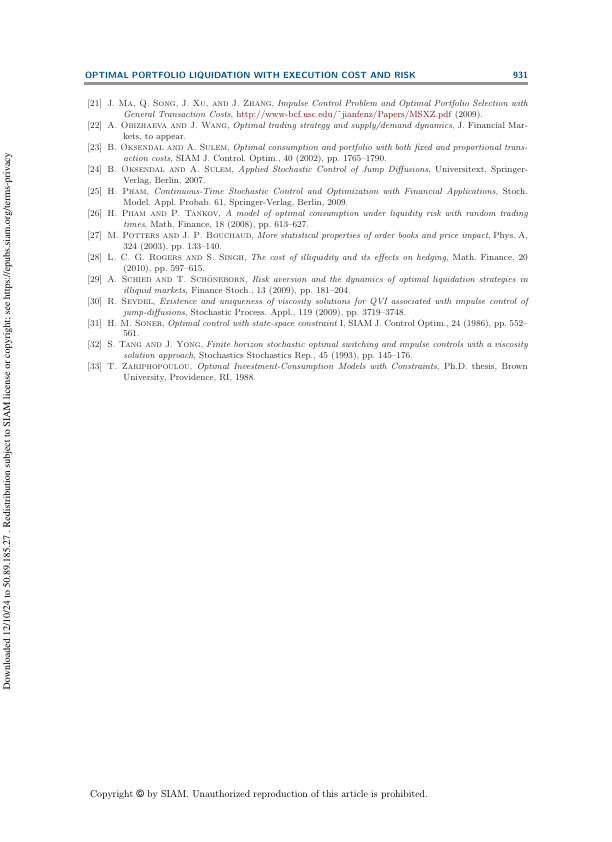 OPTIMAL PORTFOLIO LIQUIDATION WITH EXECUTION COST AND RISK 931
[21] J. MA, Q. SONG, J. XU, AND J. ZHANG, Impulse Control Problem and Optimal Portfolio Selection with
General Transaction Costs, http://www-bcf.usc.edu/˜jianfenz/Papers/MSXZ.pdf (2009).
[22] A. OBIZHAEVA AND J. WANG, Optimal trading strategy and supply/demand dynamics, J. Financial Mar-
kets, to appear.
[23] B. ØKSENDAL AND A. SULEM, Optimal consumption and portfolio with both fixed and proportional trans-
action costs, SIAM J. Control. Optim., 40 (2002), pp. 1765–1790.
[24] B. ØKSENDAL AND A. SULEM, Applied Stochastic Control of Jump Diffusions, Universitext, Springer-
Verlag, Berlin, 2007.
[25] H. PHAM, Continuous-Time Stochastic Control and Optimization with Financial Applications, Stoch.
Model. Appl. Probab. 61, Springer-Verlag, Berlin, 2009.
[26] H. PHAM AND P. TANKOV, A model of optimal consumption under liquidity risk with random trading
times, Math. Finance, 18 (2008), pp. 613–627.
[27] M. POTTERS AND J. P. BOUCHAUD, More statistical properties of order books and price impact, Phys. A,
324 (2003), pp. 133–140.
[28] L. C. G. ROGERS AND S. SINGH, The cost of illiquidity and its effects on hedging, Math. Finance, 20
(2010), pp. 597–615.
[29] A. SCHIED AND T. SCHÖNEBORN, Risk aversion and the dynamics of optimal liquidation strategies in
illiquid markets, Finance Stoch., 13 (2009), pp. 181–204.
[30] R. SEYDEL, Existence and uniqueness of viscosity solutions for QVI associated with impulse control of
jump-diffusions, Stochastic Process. Appl., 119 (2009), pp. 3719–3748.
[31] H. M. SONER, Optimal control with state-space constraint I, SIAM J. Control Optim., 24 (1986), pp. 552–
561.
[32] S. TANG AND J. YONG, Finite horizon stochastic optimal switching and impulse controls with a viscosity
solution approach, Stochastics Stochastics Rep., 45 (1993), pp. 145–176.
[33] T. ZARIPHOPOULOU, Optimal Investment-Consumption Models with Constraints, Ph.D. thesis, Brown
University, Providence, RI, 1988.
Downloaded 12/10/24 to 50.89.185.27 . Redistribution subject to SIAM license or copyright; see https://epubs.siam.org/terms-privacy
Copyright © by SIAM. Unauthorized reproduction of this article is prohibited.